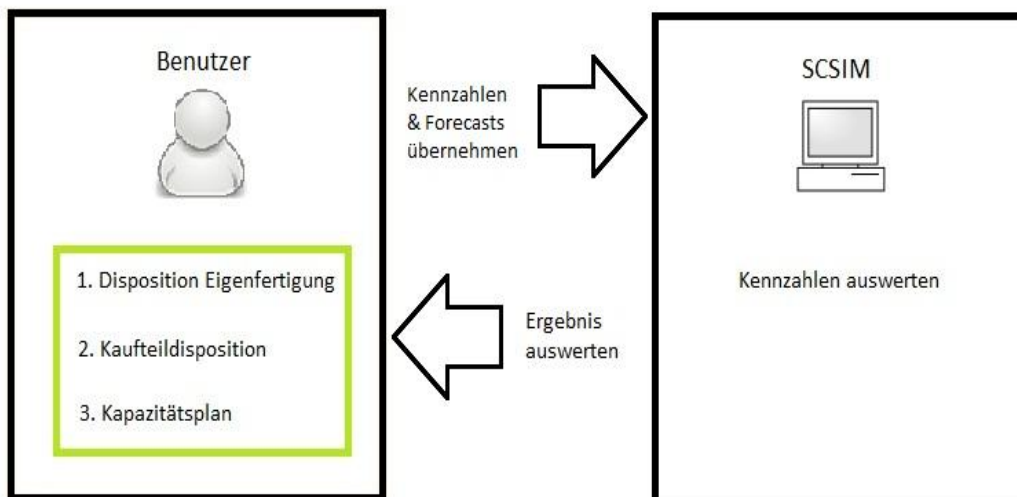 Benutzer
1. Disposition Eigenfertigung
2. Kaufteildisposition
3. Kapazitätsplan
Kennzahlen
& Forecasts
übernehmen
Ergebnis
auswerten
SCSIM
Kennzahlen auswerten